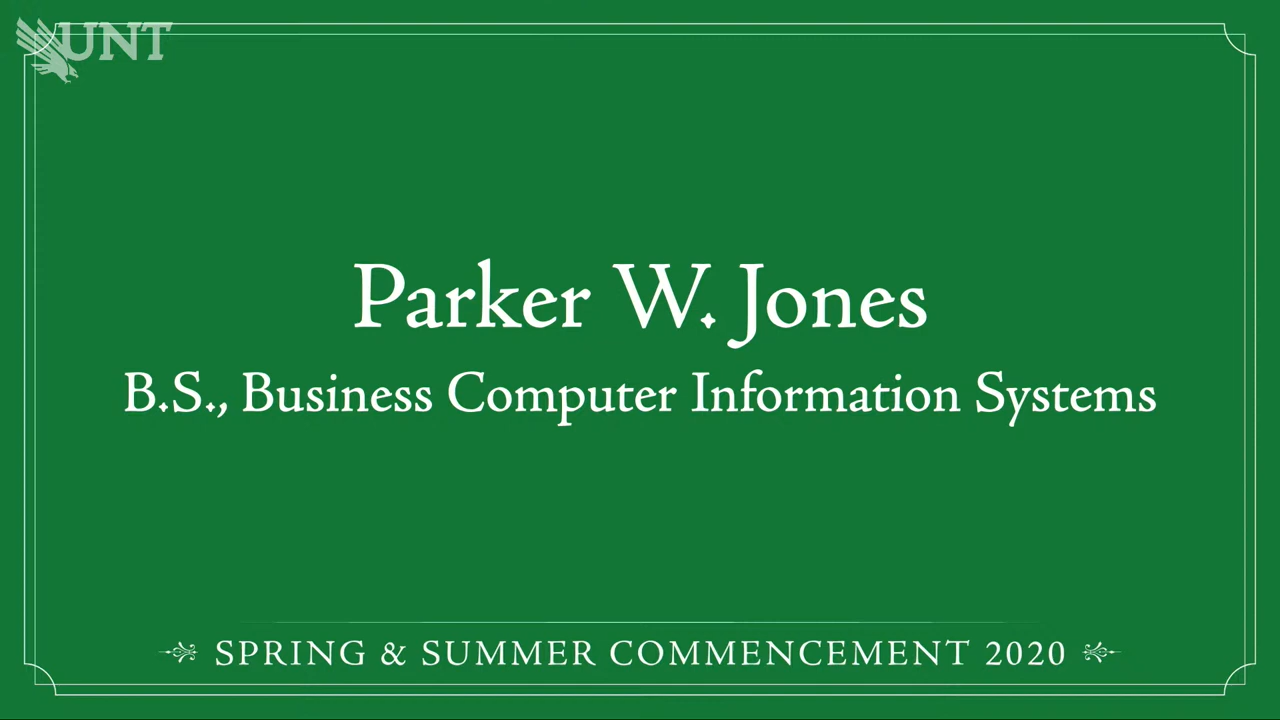 UNT
Parker W. Jones
B.S., Business Computer Information Systems
SPRING & SUMMER COMMENCEMENT 2020